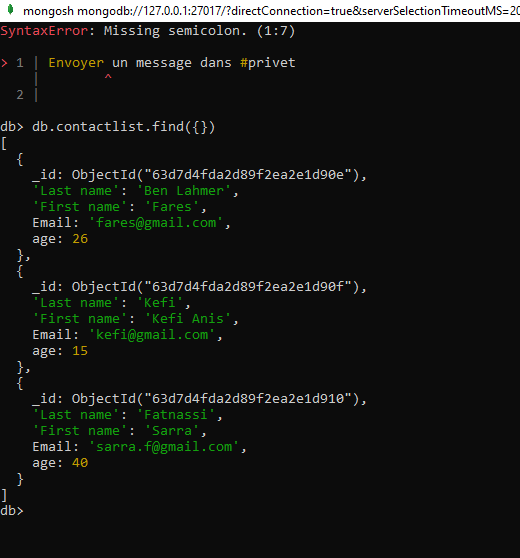 mongosh mongodb://127.0.0.1:27017/?directConnection=true&serverSelectionTimeoutMS=20
SyntaxError: Missing semicolon. (1:7)
> 1 | Envoyer un message dans #privet
|        ^
2 |
db> db.contactlist.find({})
[
{
_id: ObjectId("63d7d4fda2d89f2ea2e1d90e"),
'Last name': 'Ben Lahmer',
'First name': 'Fares',
Email: 'fares@gmail.com',
age: 26
},
{
_id: ObjectId("63d7d4fda2d89f2ea2e1d90f"),
'Last name': 'Kefi',
'First name': 'Kefi Anis',
Email: 'kefi@gmail.com',
age: 15
},
{
_id: ObjectId("63d7d4fda2d89f2ea2e1d910"),
'Last name': 'Fatnassi',
'First name': 'Sarra',
Email: 'sarra.f@gmail.com',
age: 40
}
]
db>